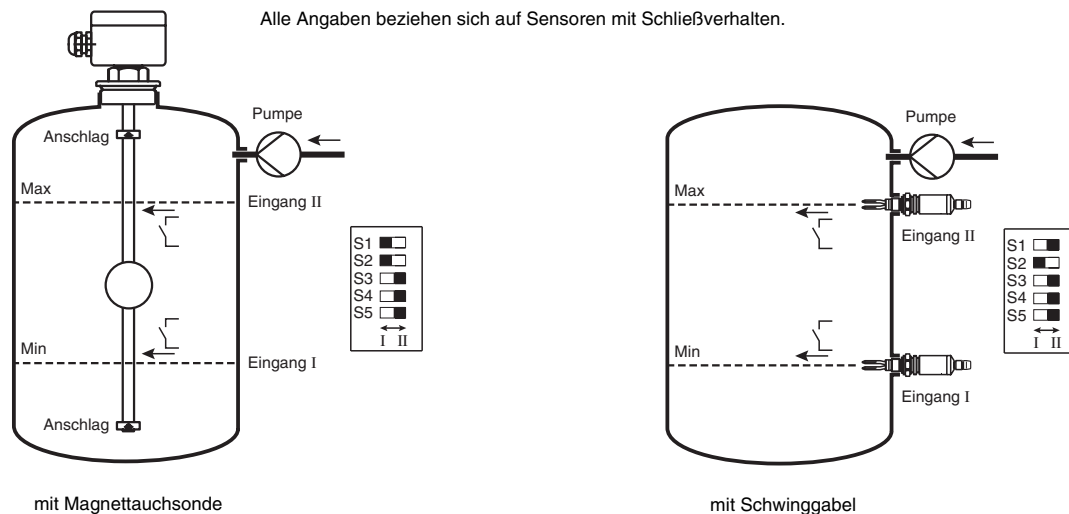 Alle Angaben beziehen sich auf Sensoren mit Schließverhalten.
Anschlag
Pumpe
Max
Eingang II
Min
Eingang I
Anschlag
S1
S2
S3
S4
S5
I II
mit Magnettauchsonde
Pumpe
Max
Eingang II
Min
Eingang I
S1
S2
S3
S4
S5
I II
mit Schwinggabel